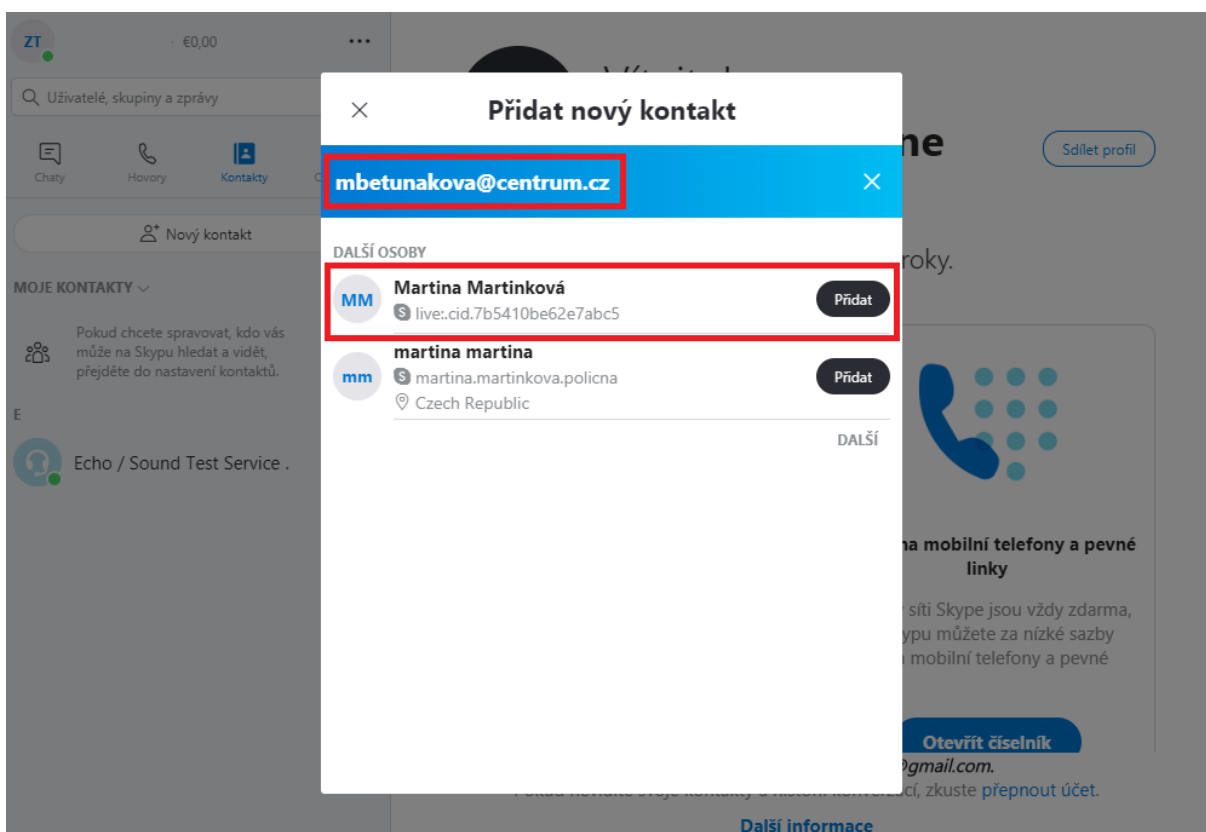 ZT
· €0,00
Uživatelé, skupiny a zprávy
Chaty
Hovory
Kontakty
Nový kontakt
MOJE KONTAKTY
Pokud chcete spravovat, kdo vás
může na Skypu hledat a vidět,
přejděte do nastavení kontaktů.
E
Echo / Sound Test Service .
Přidat nový kontakt
mbetunakova@centrum.cz
DALŠÍ OSOBY
MM
Martina Martinková
live:.cid.7b5410be62e7abc5
Přidat
mm
martina martina
martina.martinkova.policna
Czech Republic
Přidat
DALŠÍ
Sdílet profil
roky.
na mobilní telefony a pevné
linky
síti Skype jsou vždy zdarma,
můžete za nízké sazby
mobilní telefony a pevné
Otevřít číselník
@gmail.com.
zkuste přepnout účet.
Další informace